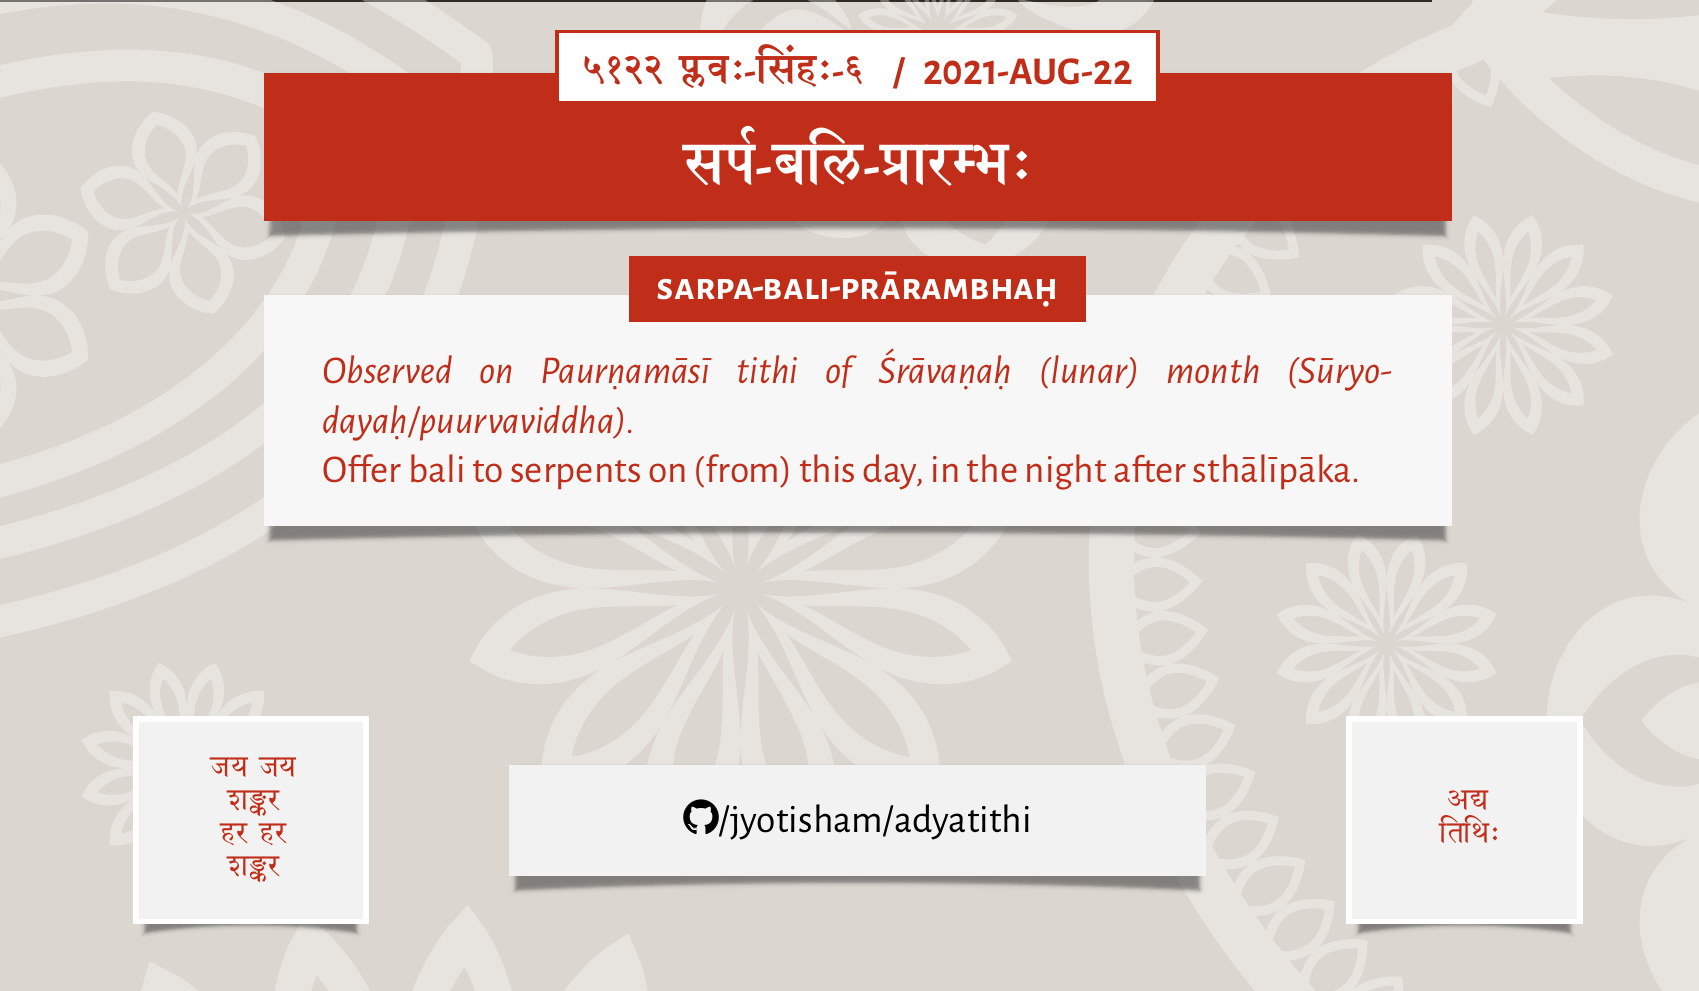 ५१२२ प्लवः-सिंहः-६ / 2021-AUG-22
सर्प-बलि-प्रारम्भः
SARPA-BALI-PRĀRAMBHAḤ
Observed on Paurṇamāsī tithi of Śrāvaṇaḥ (lunar) month (Sūryo-
dayaḥ/puurvaviddha).
Offer bali to serpents on (from) this day, in the night after sthālīpāka.
जय जय
शङ्कर
हर हर
शङ्कर
/jyotisham/adyatithi
अद्य
तिथिः